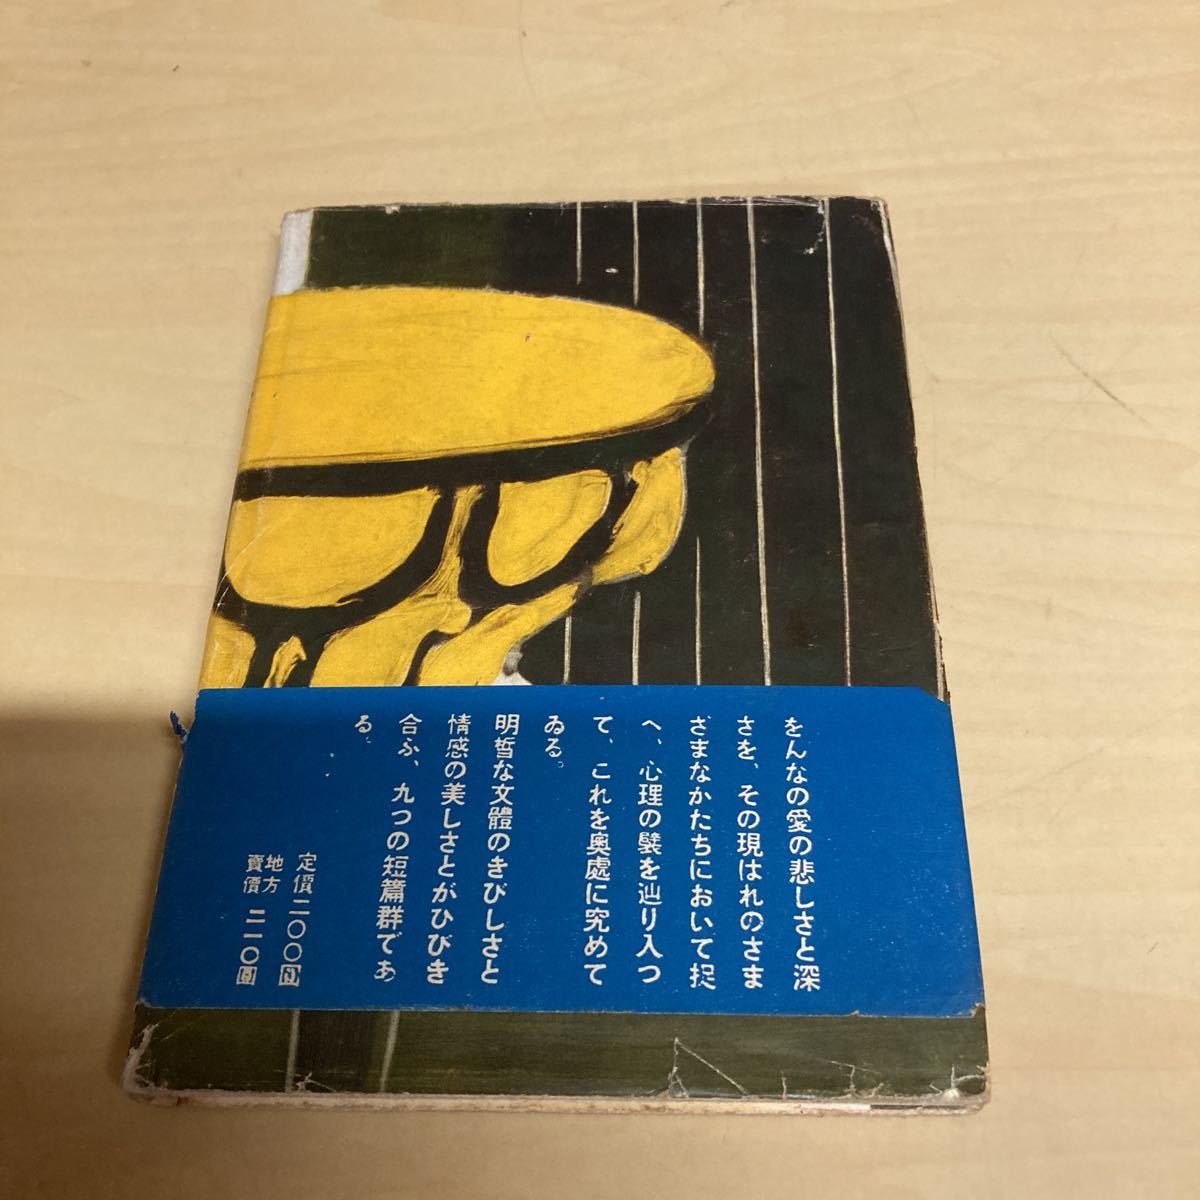 をんなの愛の悲しさと深
さを、その現はれのさま
ざまなかたちにおいて捉
へ、心理の襞を辿り入つ
て、これを奥處に究めて
ゐる。
明晳な文體のきびしさと
情感の美しさとがひびき
合ふ、九つの短篇群であ
る。
定價二〇〇圓
地方
賣價 二一〇圓